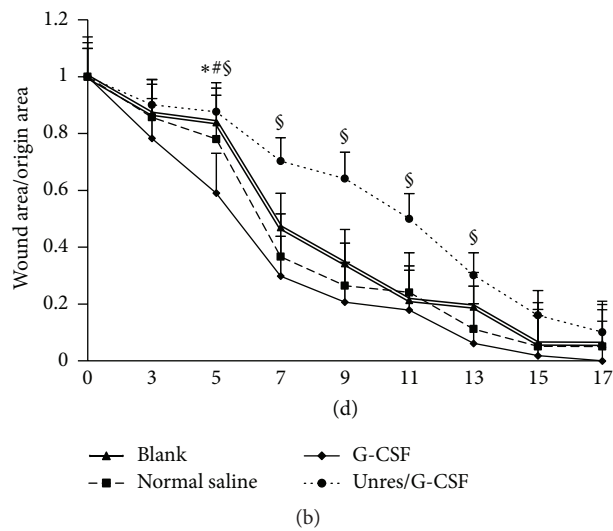 1.2
*#§
1
§
§
0.8
§
0.6
§
0.4
0.2
0
Wound area/origin area
0 3 5 7 9 11 13 15 17
(d)
Blank G-CSF
Normal saline Unres/G-CSF
(b)